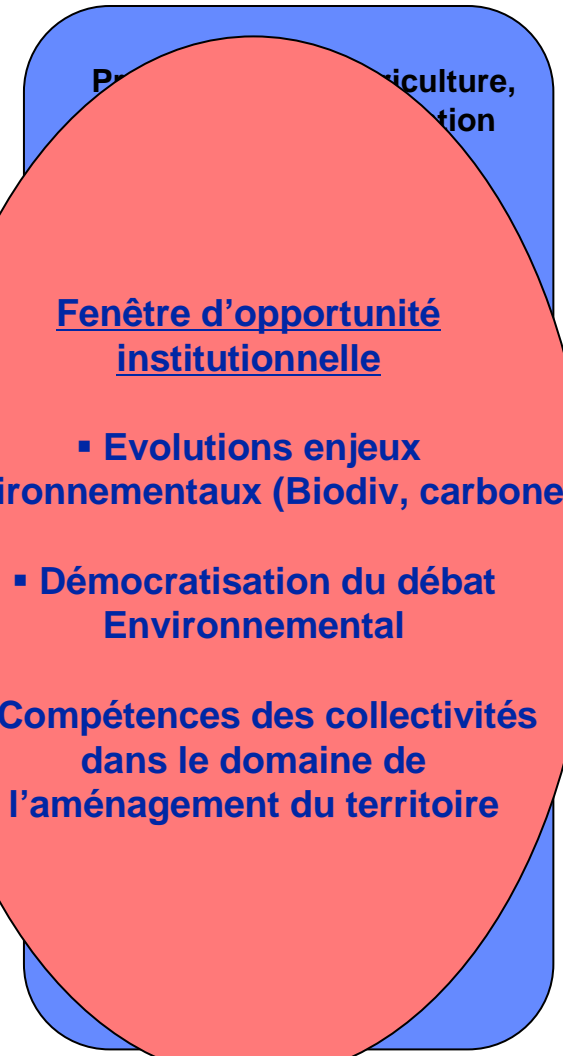 Fenêtre d’opportunité
institutionnelle
▪ Evolutions enjeux
(Biodiv, carbone
▪ Démocratisation du débat
Environnemental
Compétences des collectivités
dans le domaine de
l’aménagement du territoire